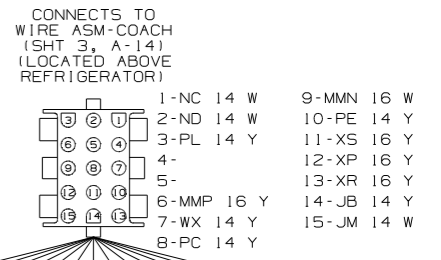 CONNECTS TO
WIRE ASM-COACH
(SHT 3, A-14)
(LOCATED ABOVE
REFRIGERATOR)
3 2 1
6 5 4
9 8 7
12 11 10
15 14 13
1-NC 14 W
2-ND 14 W
3-PL 14 Y
4-
5-
6-MMP 16 Y
7-WX 14 Y
8-PC 14 Y
9-MMN 16 W
10-PE 14 Y
11-XS 16 Y
12-XP 16 Y
13-XR 16 Y
14-JB 14 Y
15-JM 14 W